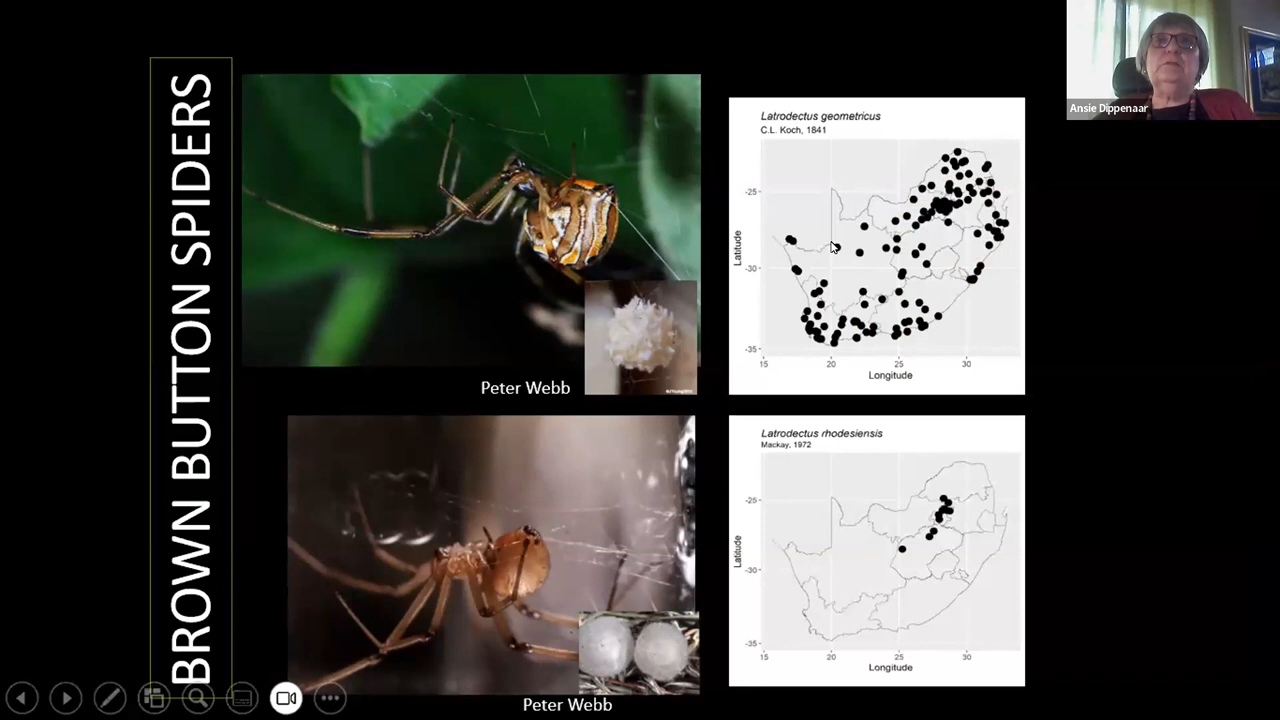 BROWN BUTTON SPIDERS
Peter Webb
Peter Webb
Latrodectus geometricus
C.L. Koch, 1841
Latitude
-25
-30
-35
15
20
25
30
Longitude
Latrodectus rhodesiensis
Mackay, 1972
Latitude
-25
-30
-35
15
20
25
30
Longitude
Ansie Dippenaar